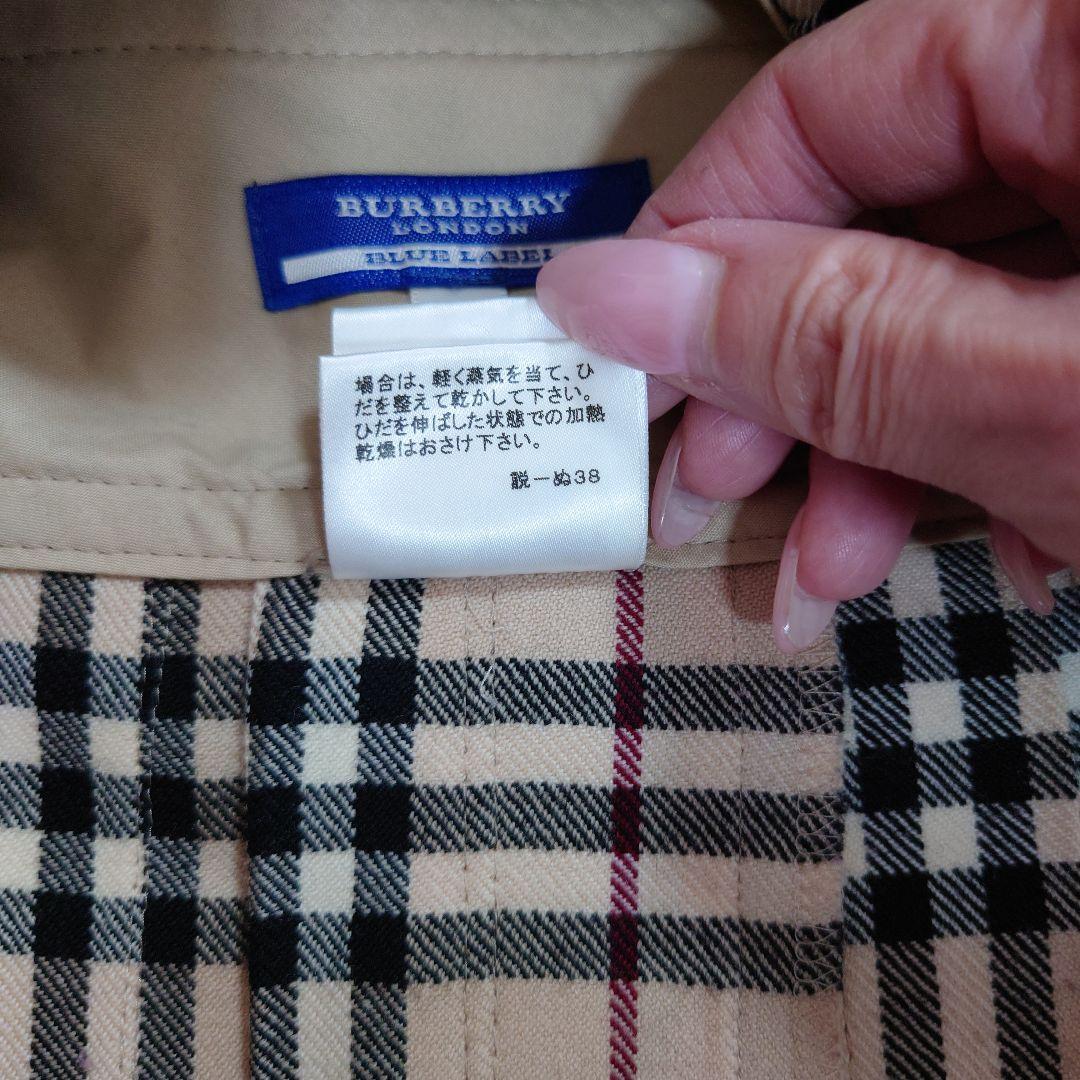 BURBERRY
LONDON
BLUE LABEL
場合は、軽く蒸気を当て、ひ
だを整えて乾かして下さい。
ひだを伸ばした状態での加熱
乾燥はおさけ下さい。
説ーぬ38